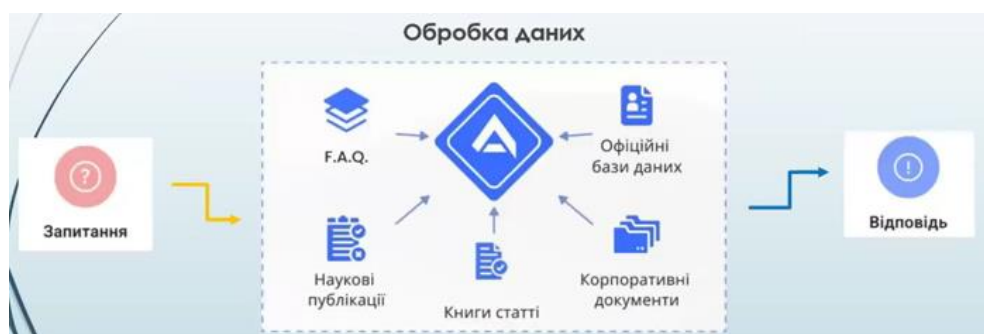 Обробка даних
F.A.Q.
Офіційні
бази даних
Запитання
Відповідь
Наукові
публікації
Книги статті
Корпоративні
документи